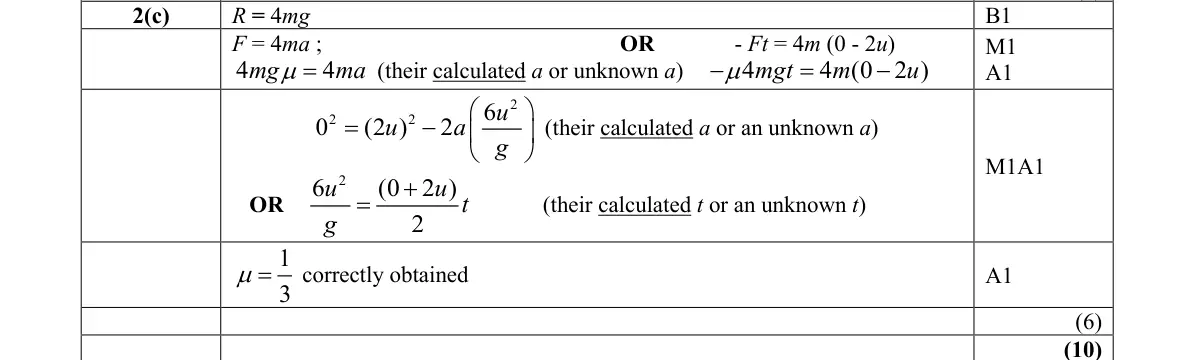 2(c) R = 4mg B1
F = 4ma ; OR - Ft = 4m (0 - 2u) M1
4mgμ = 4ma (their calculated a or unknown a) −μ4mgt = 4m(0 − 2u) A1
0² = (2u)² − 2a(6u²/g) (their calculated a or an unknown a)
M1A1
OR 6u²/g = (0 + 2u)/2 t (their calculated t or an unknown t)
μ = 1/3 correctly obtained A1
(6)
(10)